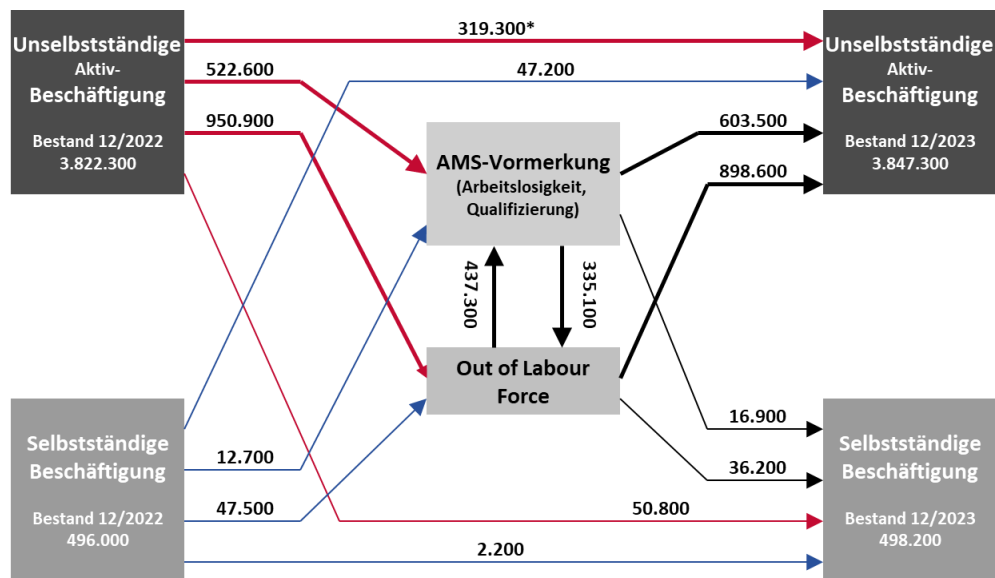 Unselbstständige
Aktiv-
Beschäftigung
Bestand 12/2022
3.822.300
319.300*
522.600
47.200
950.900
Unselbstständige
Aktiv-
Beschäftigung
Bestand 12/2023
3.847.300
603.500
898.600
AMS-Vormerkung
(Arbeitslosigkeit,
Qualifizierung)
437.300
335.100
Out of Labour
Force
Selbstständige
Beschäftigung
Bestand 12/2022
496.000
12.700
47.500
2.200
16.900
36.200
50.800
Selbstständige
Beschäftigung
Bestand 12/2023
498.200